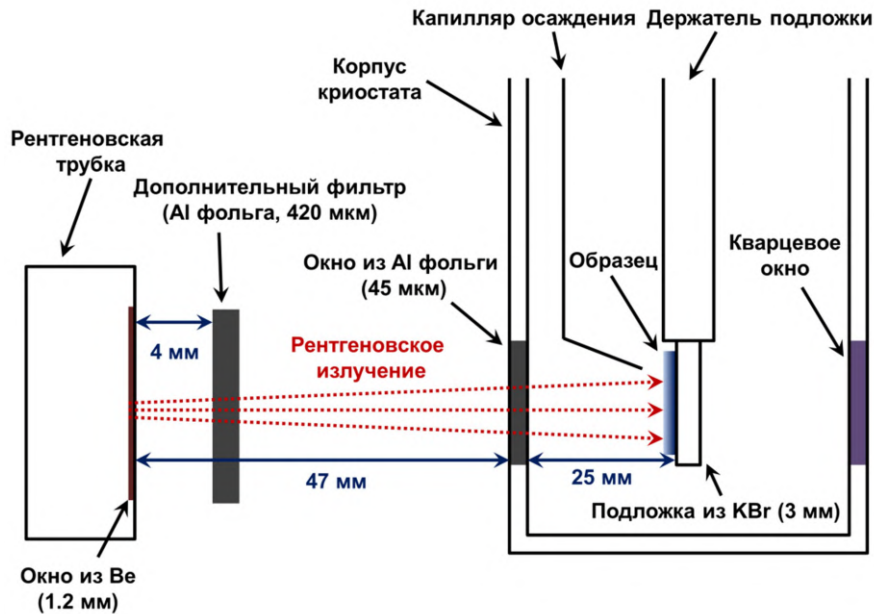 Капилляр осаждения
Держатель подложки
Корпус
криостата
Рентгеновская
трубка
Дополнительный фильтр
(Al фольга, 420 мкм)
Окно из Al фольги
(45 мкм)
Образец
Кварцевое
окно
4 мм
Рентгеновское
излучение
47 мм
25 мм
Подложка из KBr (3 мм)
Окно из Be
(1.2 мм)